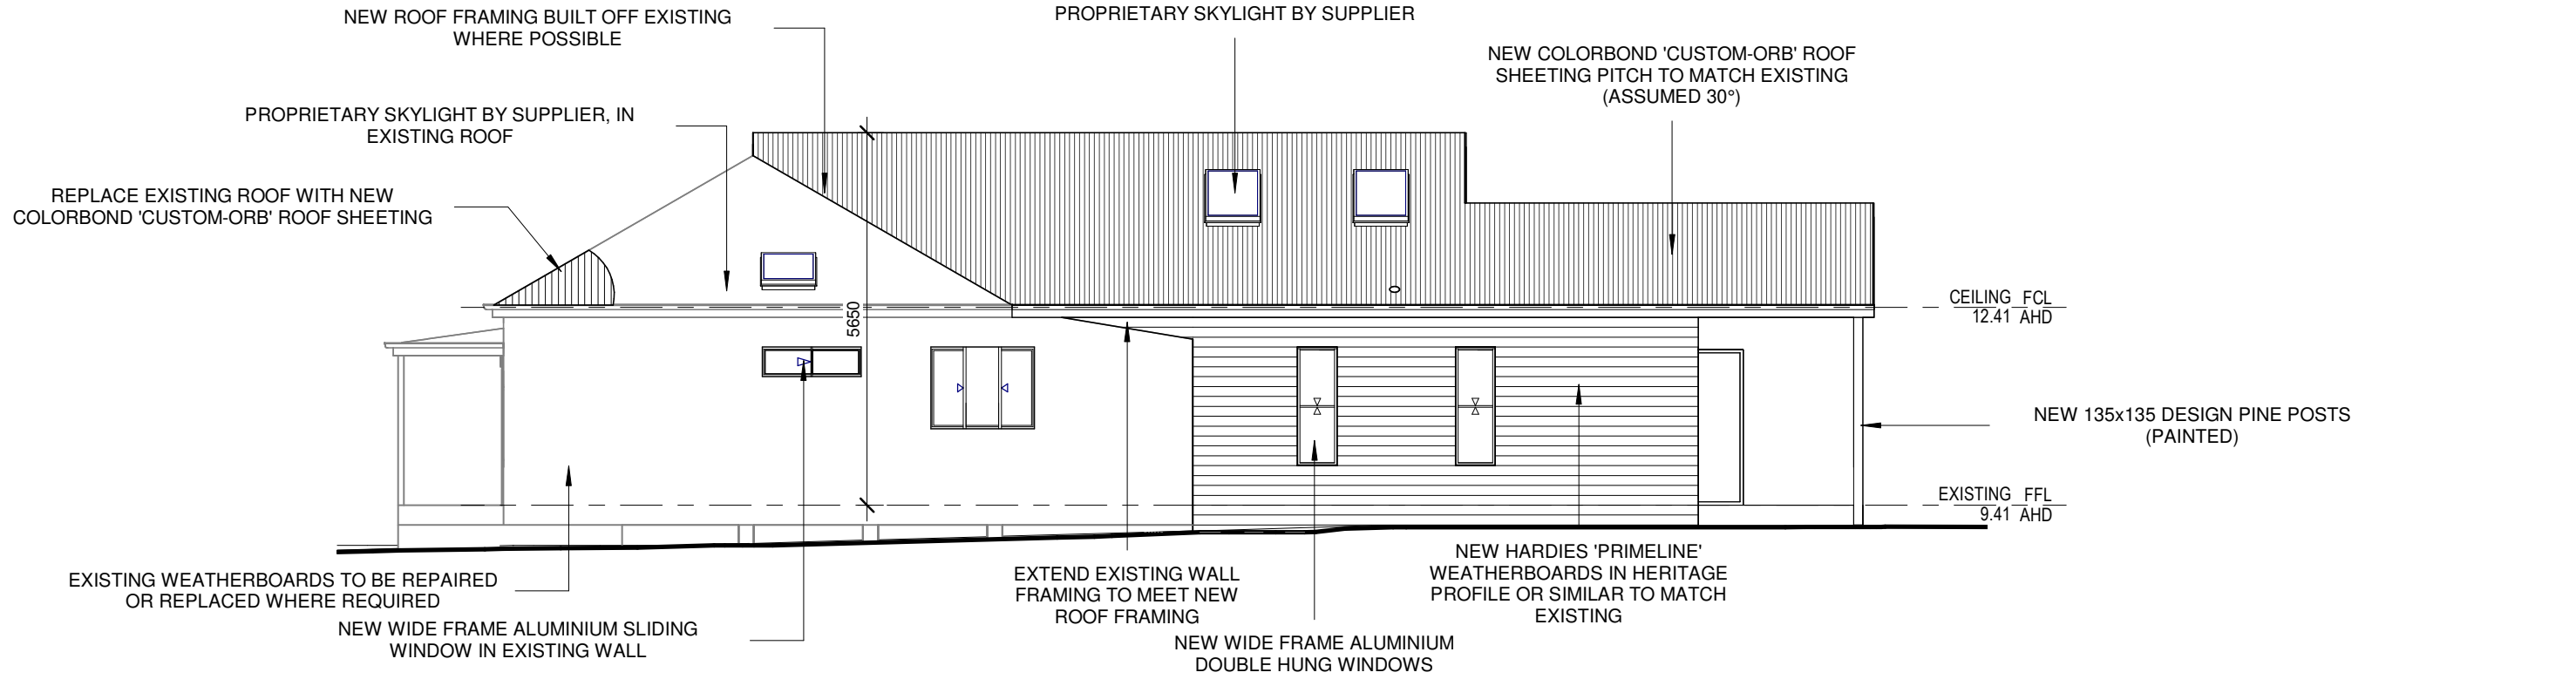 NEW ROOF FRAMING BUILT OFF EXISTING
WHERE POSSIBLE
PROPRIETARY SKYLIGHT BY SUPPLIER
NEW COLORBOND 'CUSTOM-ORB' ROOF
SHEETING PITCH TO MATCH EXISTING
(ASSUMED 30°)
PROPRIETARY SKYLIGHT BY SUPPLIER, IN
EXISTING ROOF
REPLACE EXISTING ROOF WITH NEW
COLORBOND 'CUSTOM-ORB' ROOF SHEETING
5650
CEILING FCL
12.41 AHD
NEW 135x135 DESIGN PINE POSTS
(PAINTED)
EXISTING FFL
9.41 AHD
EXISTING WEATHERBOARDS TO BE REPAIRED
OR REPLACED WHERE REQUIRED
NEW WIDE FRAME ALUMINIUM SLIDING
WINDOW IN EXISTING WALL
EXTEND EXISTING WALL
FRAMING TO MEET NEW
ROOF FRAMING
NEW WIDE FRAME ALUMINIUM
DOUBLE HUNG WINDOWS
NEW HARDIES 'PRIMELINE'
WEATHERBOARDS IN HERITAGE
PROFILE OR SIMILAR TO MATCH
EXISTING